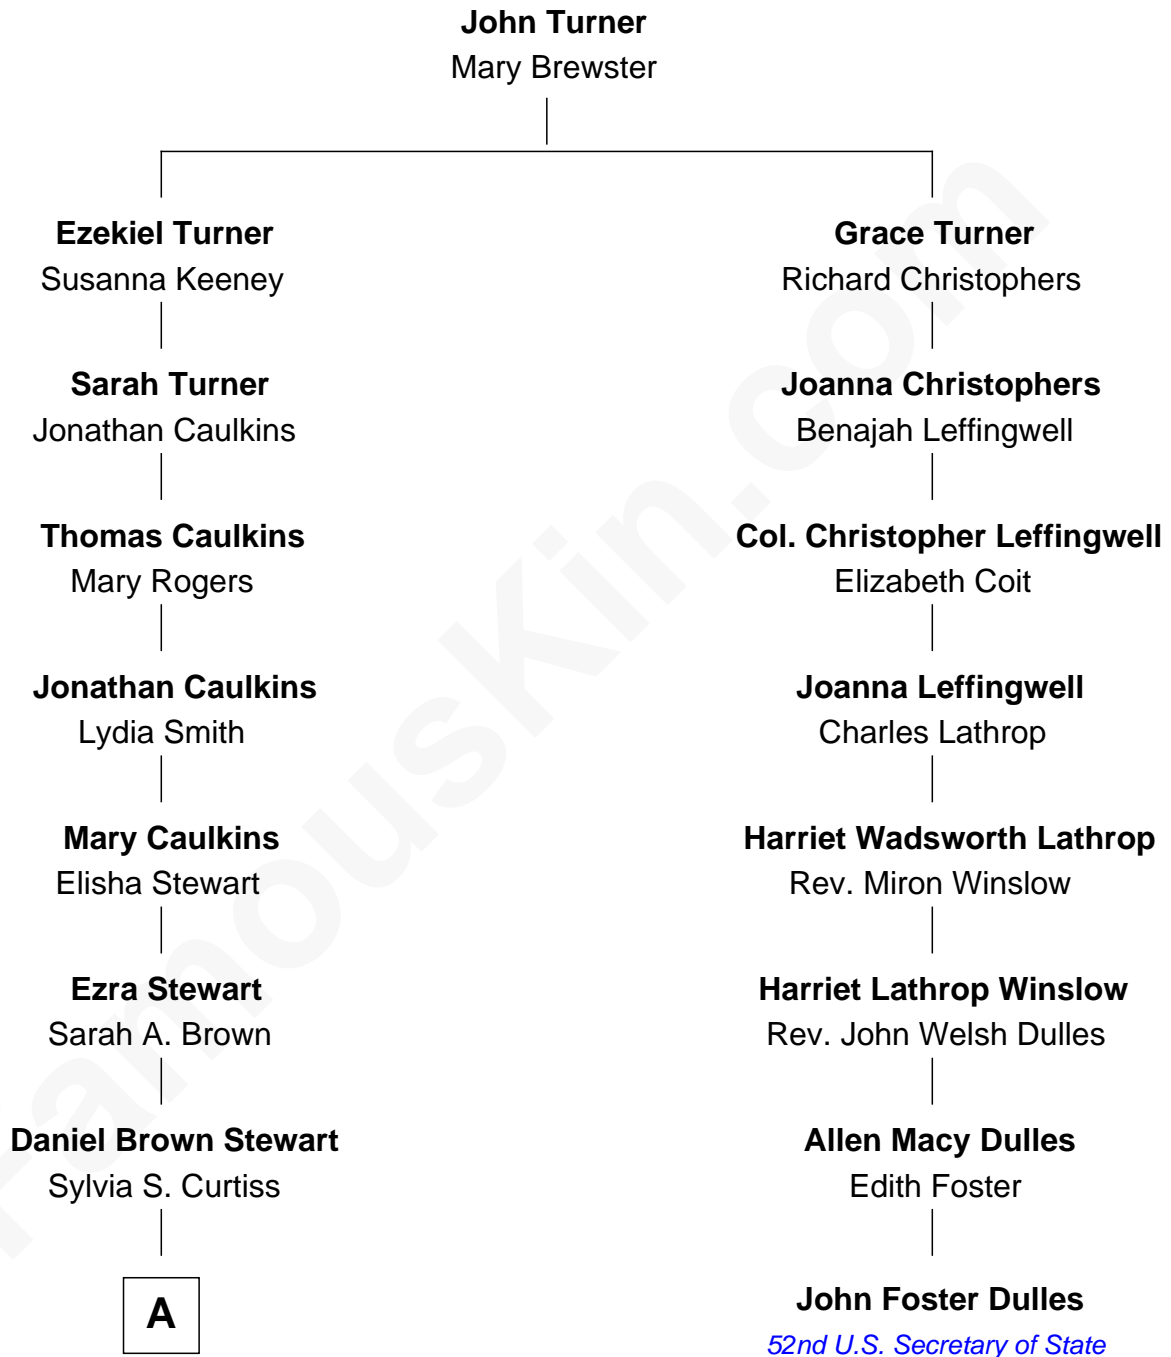 John Turner
Mary Brewster
Ezekiel Turner
Susanna Keeney
Grace Turner
Richard Christophers
Sarah Turner
Jonathan Caulkins
Joanna Christophers
Benajah Leffingwell
Thomas Caulkins
Mary Rogers
Col. Christopher Leffingwell
Elizabeth Coit
Jonathan Caulkins
Lydia Smith
Joanna Leffingwell
Charles Lathrop
Mary Caulkins
Elisha Stewart
Harriet Wadsworth Lathrop
Rev. Miron Winslow
Ezra Stewart
Sarah A. Brown
Harriet Lathrop Winslow
Rev. John Welsh Dulles
Daniel Brown Stewart
Sylvia S. Curtiss
Allen Macy Dulles
Edith Foster
A
John Foster Dulles
52nd U.S. Secretary of State
FamousKin.com